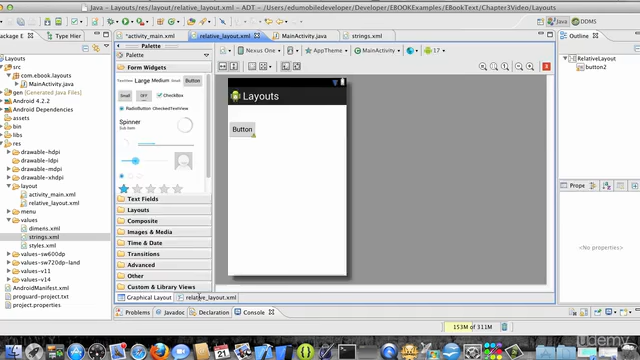 Java - Layouts/res/layout/relative_layout.xml - ADT - /Users/edumobiledeveloper/Developer/EBOOKExamples/EBookText/Chapter3Video/Layouts
Java
DDMS
Package E
Type Hier
*activity_main.xml
relative_layout.xml
MainActivity.java
strings.xml
Outline
Layouts
src
com.ebook.layouts
MainActivity.java
gen [Generated Java Files]
Android 4.2.2
Android Dependencies
assets
bin
libs
res
drawable-hdpi
drawable-ldpi
drawable-mdpi
drawable-xhdpi
layout
activity_main.xml
relative_layout.xml
menu
values
dimens.xml
strings.xml
styles.xml
values-sw600dp
values-sw720dp-land
values-v11
values-v14
AndroidManifest.xml
proguard-project.txt
project.properties
Palette
Palette
Form Widgets
TextView Large Medium Small Button
Small OFF CheckBox
RadioButton CheckedTextView
Spinner
Sub Item
Text Fields
Layouts
Composite
Images & Media
Time & Date
Transitions
Advanced
Other
Custom & Library Views
Graphical Layout
relative_layout.xml
Nexus One
AppTheme
MainActivity
17
Layouts
Button
RelativeLayout
button2
Prope
<No properties>
Problems
Javadoc
Declaration
Console
153M of 311M
udemy